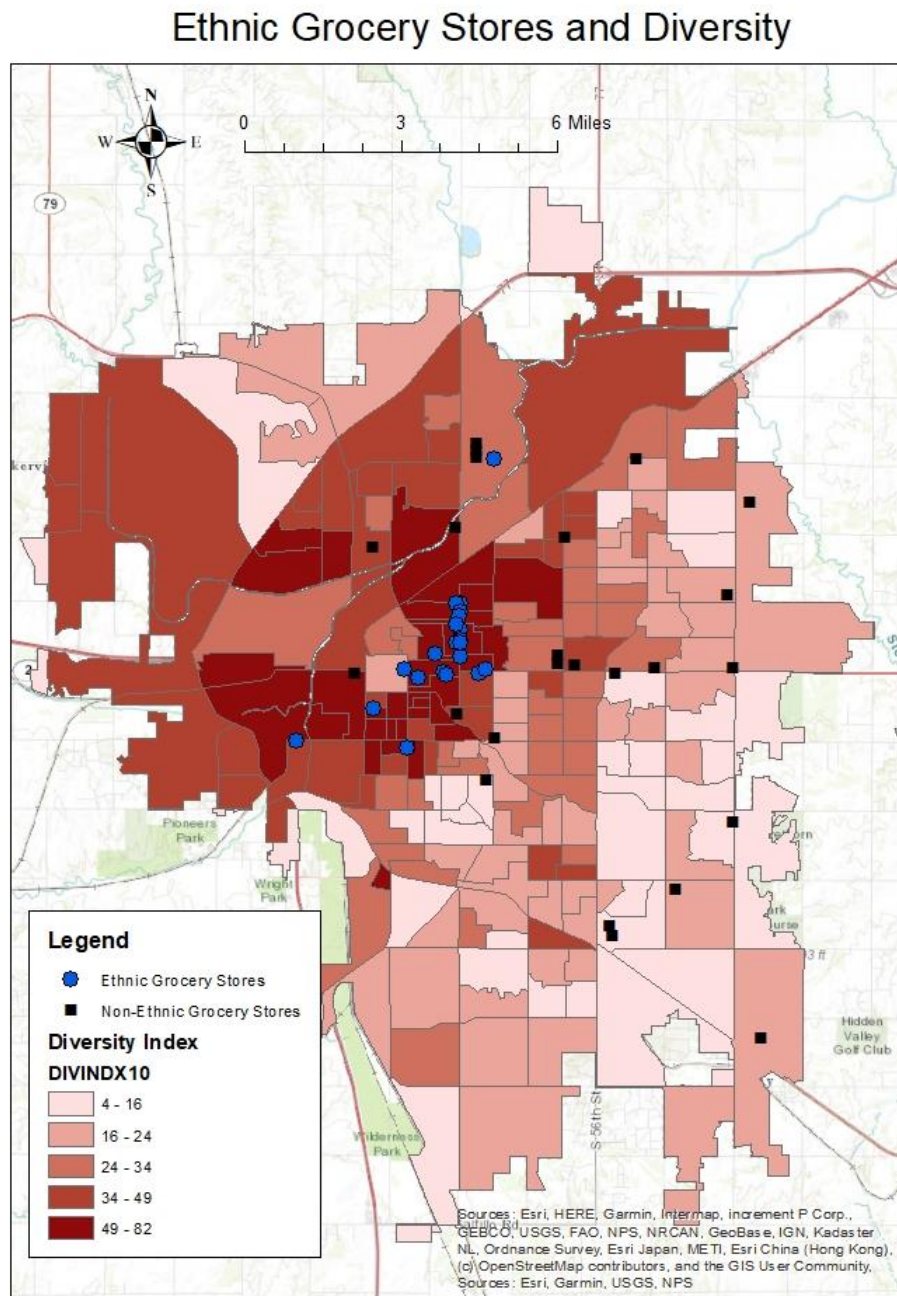 Ethnic Grocery Stores and Diversity
N
W E
S
0 3 6 Miles
79
77
2
Pioneers
Park
Wright
Park
03 ff
Hidden
Valley
Golf Club
S-56th-St
Wilderness
Park
Legend
Ethnic Grocery Stores
Non-Ethnic Grocery Stores
Diversity Index
DIVINDX10
4 - 16
16 - 24
24 - 34
34 - 49
49 - 82
Sources: Esri, HERE, Garmin, Intermap, increment P Corp.,
GEBCO, USGS, FAO, NPS, NRCAN, GeoBase, IGN, Kadaster
NL, Ordnance Survey, Esri Japan, METI, Esri China (Hong Kong),
(c) OpenStreetMap contributors, and the GIS User Community,
Sources: Esri, Garmin, USGS, NPS